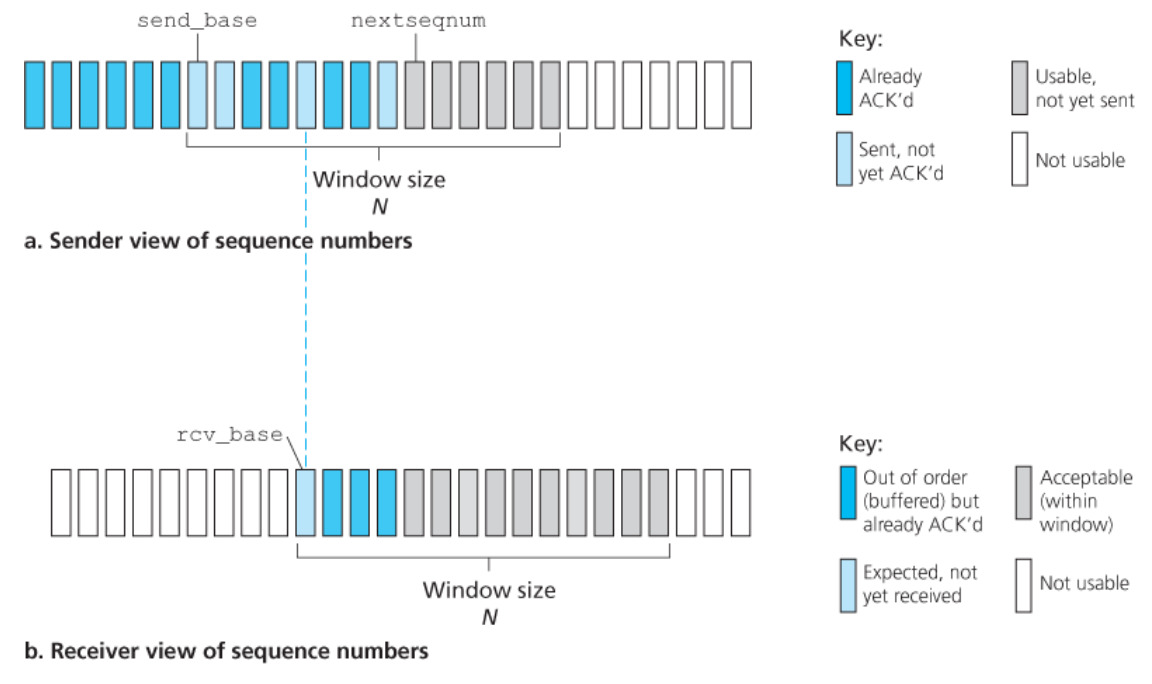 send_base
nextseqnum
Key:
Already
ACK'd
Usable,
not yet sent
Sent, not
yet ACK'd
Not usable
Window size
N
a. Sender view of sequence numbers
rcv_base
Key:
Out of order
(buffered) but
already ACK'd
Acceptable
(within
window)
Expected, not
yet received
Not usable
Window size
N
b. Receiver view of sequence numbers